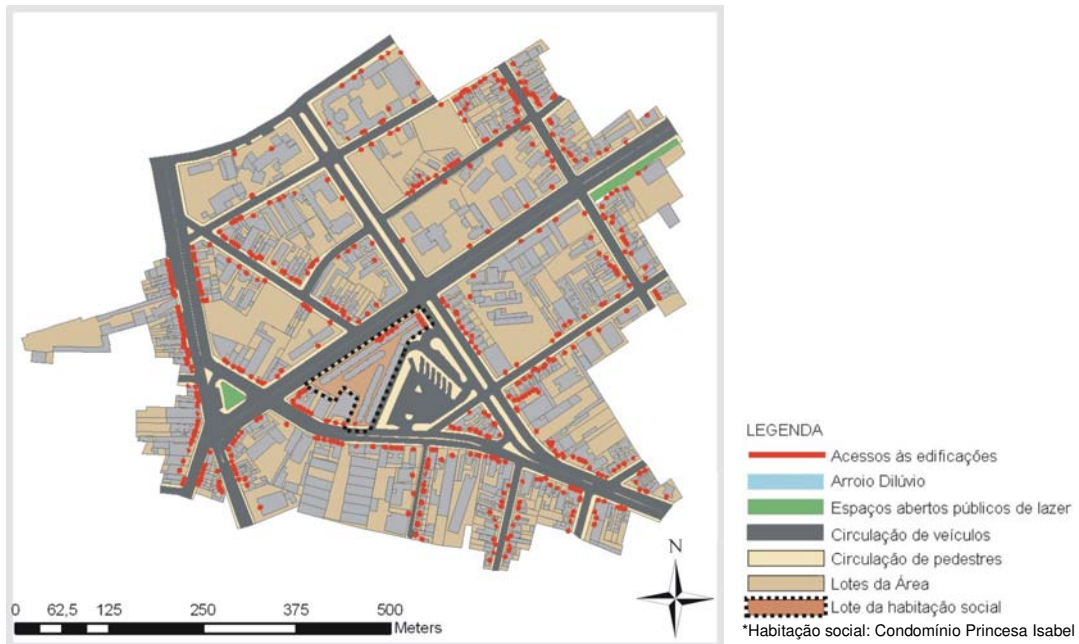 N
0 62,5 125 250 375 500
Meters
LEGENDA
Acessos ás edificações
Arroio Dilúvio
Espaços abertos públicos de lazer
Circulação de veículos
Circulação de pedestres
Lotes da Área
Lote da habitação social
*Habitação social: Condomínio Princesa Isabel